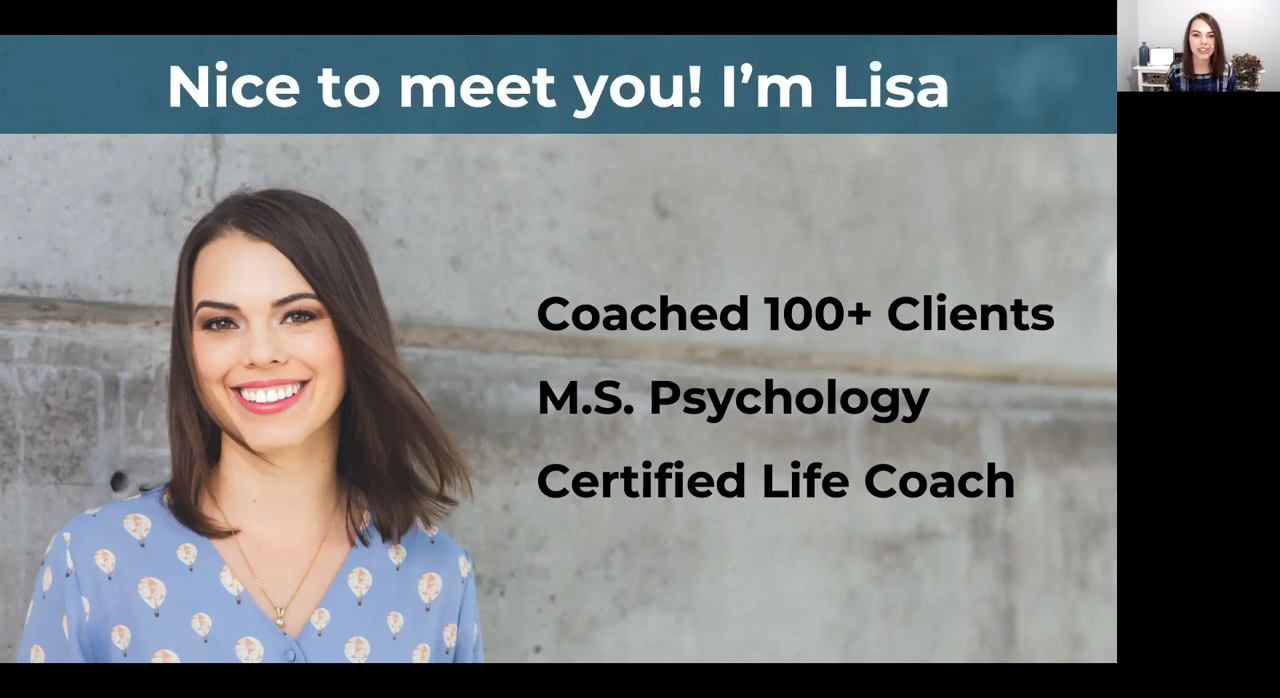 Nice to meet you! I’m Lisa
Coached 100+ Clients
M.S. Psychology
Certified Life Coach